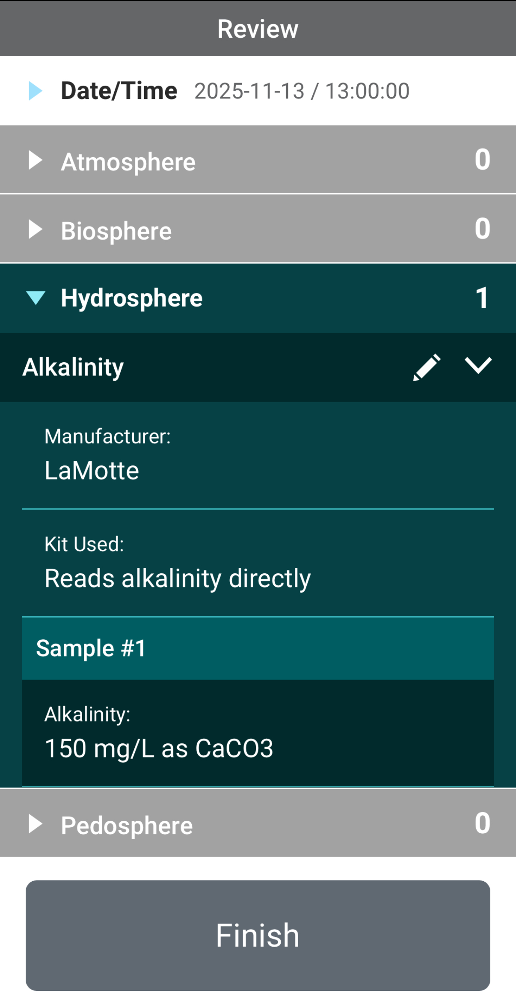 Review
Date/Time 2025-11-13 / 13:00:00
Atmosphere 0
Biosphere 0
Hydrosphere 1
Alkalinity
Manufacturer:
LaMotte
Kit Used:
Reads alkalinity directly
Sample #1
Alkalinity:
150 mg/L as CaCO3
Pedosphere 0
Finish